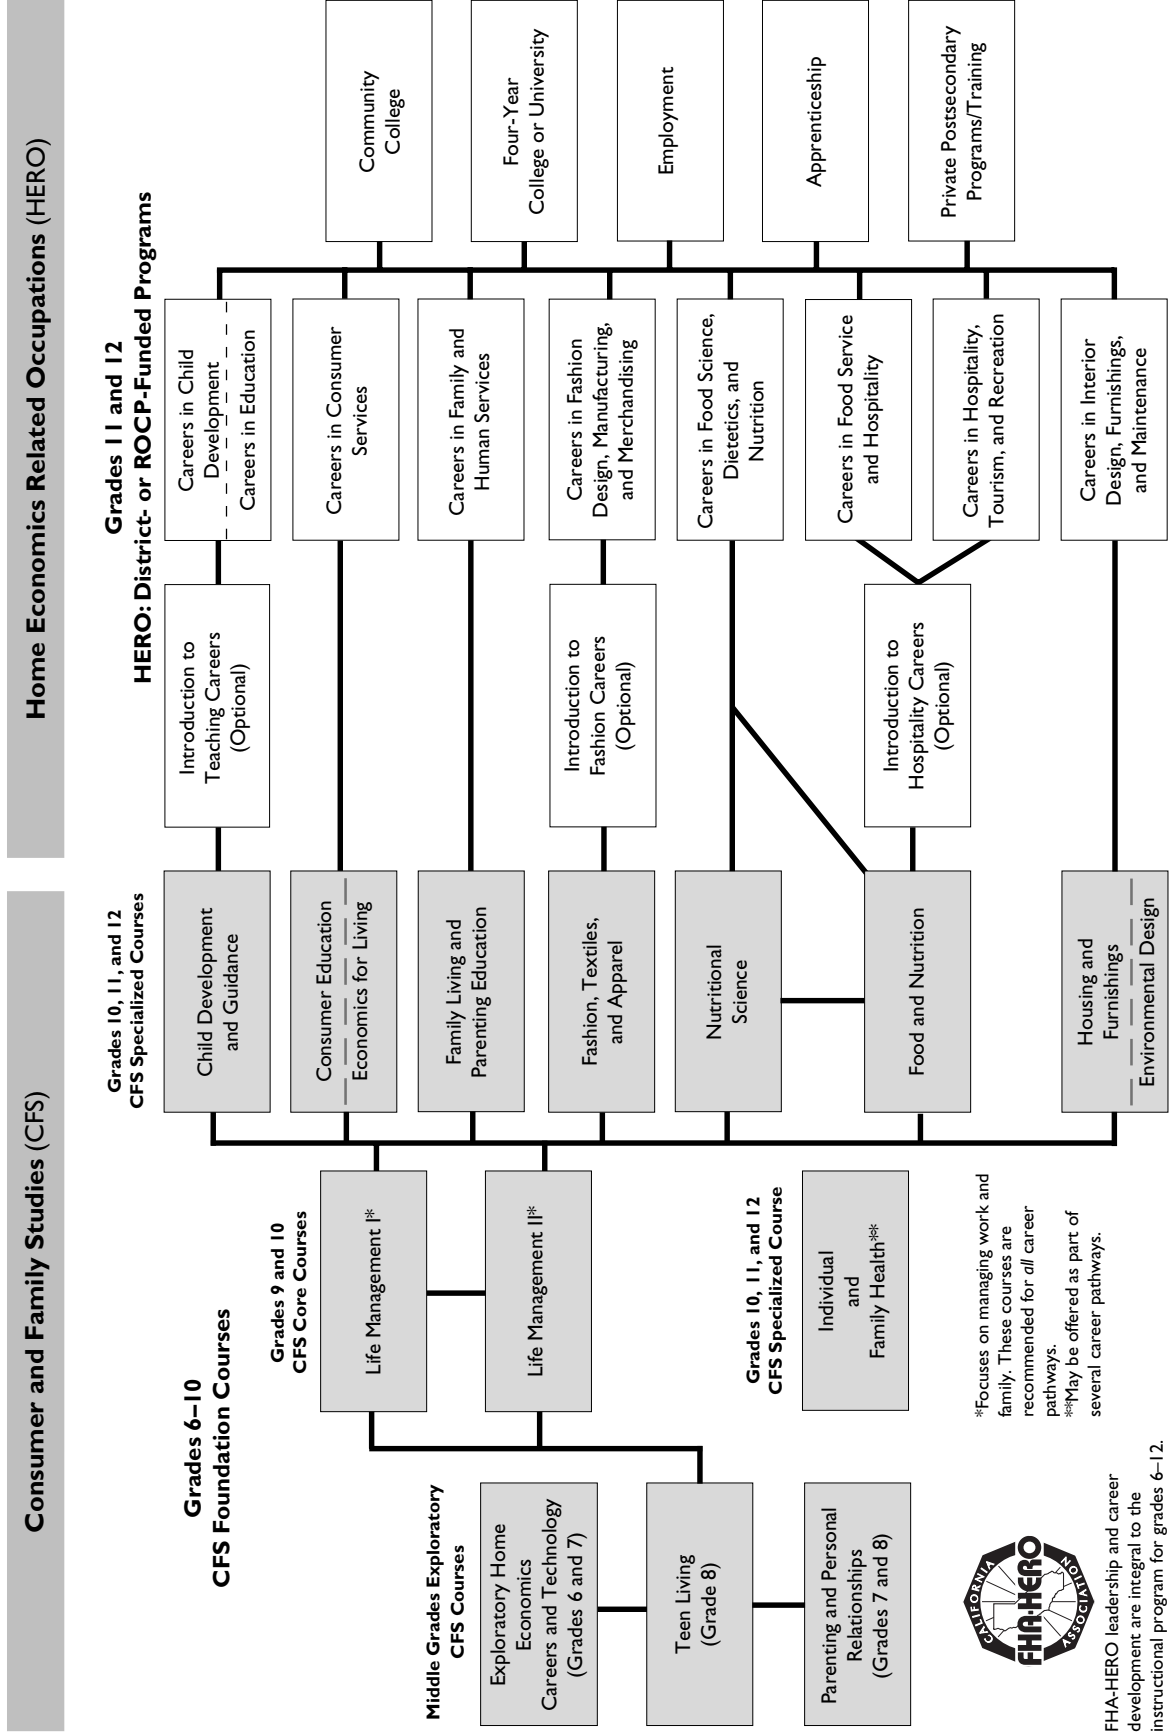 Consumer and Family Studies (CFS)
Home Economics Related Occupations (HERO)
Grades 6–10
CFS Foundation Courses
Middle Grades Exploratory
CFS Courses
Exploratory Home
Economics
Careers and Technology
(Grades 6 and 7)
Teen Living
(Grade 8)
Parenting and Personal
Relationships
(Grades 7 and 8)
Grades 9 and 10
CFS Core Courses
Life Management I*
Life Management II*
Grades 10, 11, and 12
CFS Specialized Course
Individual
and
Family Health**
Grades 10, 11, and 12
CFS Specialized Courses
Child Development
and Guidance
Consumer Education
Economics for Living
Family Living and
Parenting Education
Fashion, Textiles,
and Apparel
Nutritional
Science
Food and Nutrition
Housing and
Furnishings
Environmental Design
Grades 11 and 12
HERO: District- or ROCP-Funded Programs
Introduction to
Teaching Careers
(Optional)
Introduction to
Fashion Careers
(Optional)
Introduction to
Hospitality Careers
(Optional)
Careers in Child
Development
Careers in Education
Careers in Consumer
Services
Careers in Family and
Human Services
Careers in Fashion
Design, Manufacturing,
and Merchandising
Careers in Food Science,
Dietetics, and
Nutrition
Careers in Food Service
and Hospitality
Careers in Hospitality,
Tourism, and Recreation
Careers in Interior
Design, Furnishings,
and Maintenance
Community
College
Four-Year
College or University
Employment
Apprenticeship
Private Postsecondary
Programs/Training
CALIFORNIA
FHA-HERO
ASSOCIATION
FHA-HERO leadership and career
development are integral to the
instructional program for grades 6–12.
*Focuses on managing work and
family. These courses are
recommended for all career
pathways.
**May be offered as part of
several career pathways.